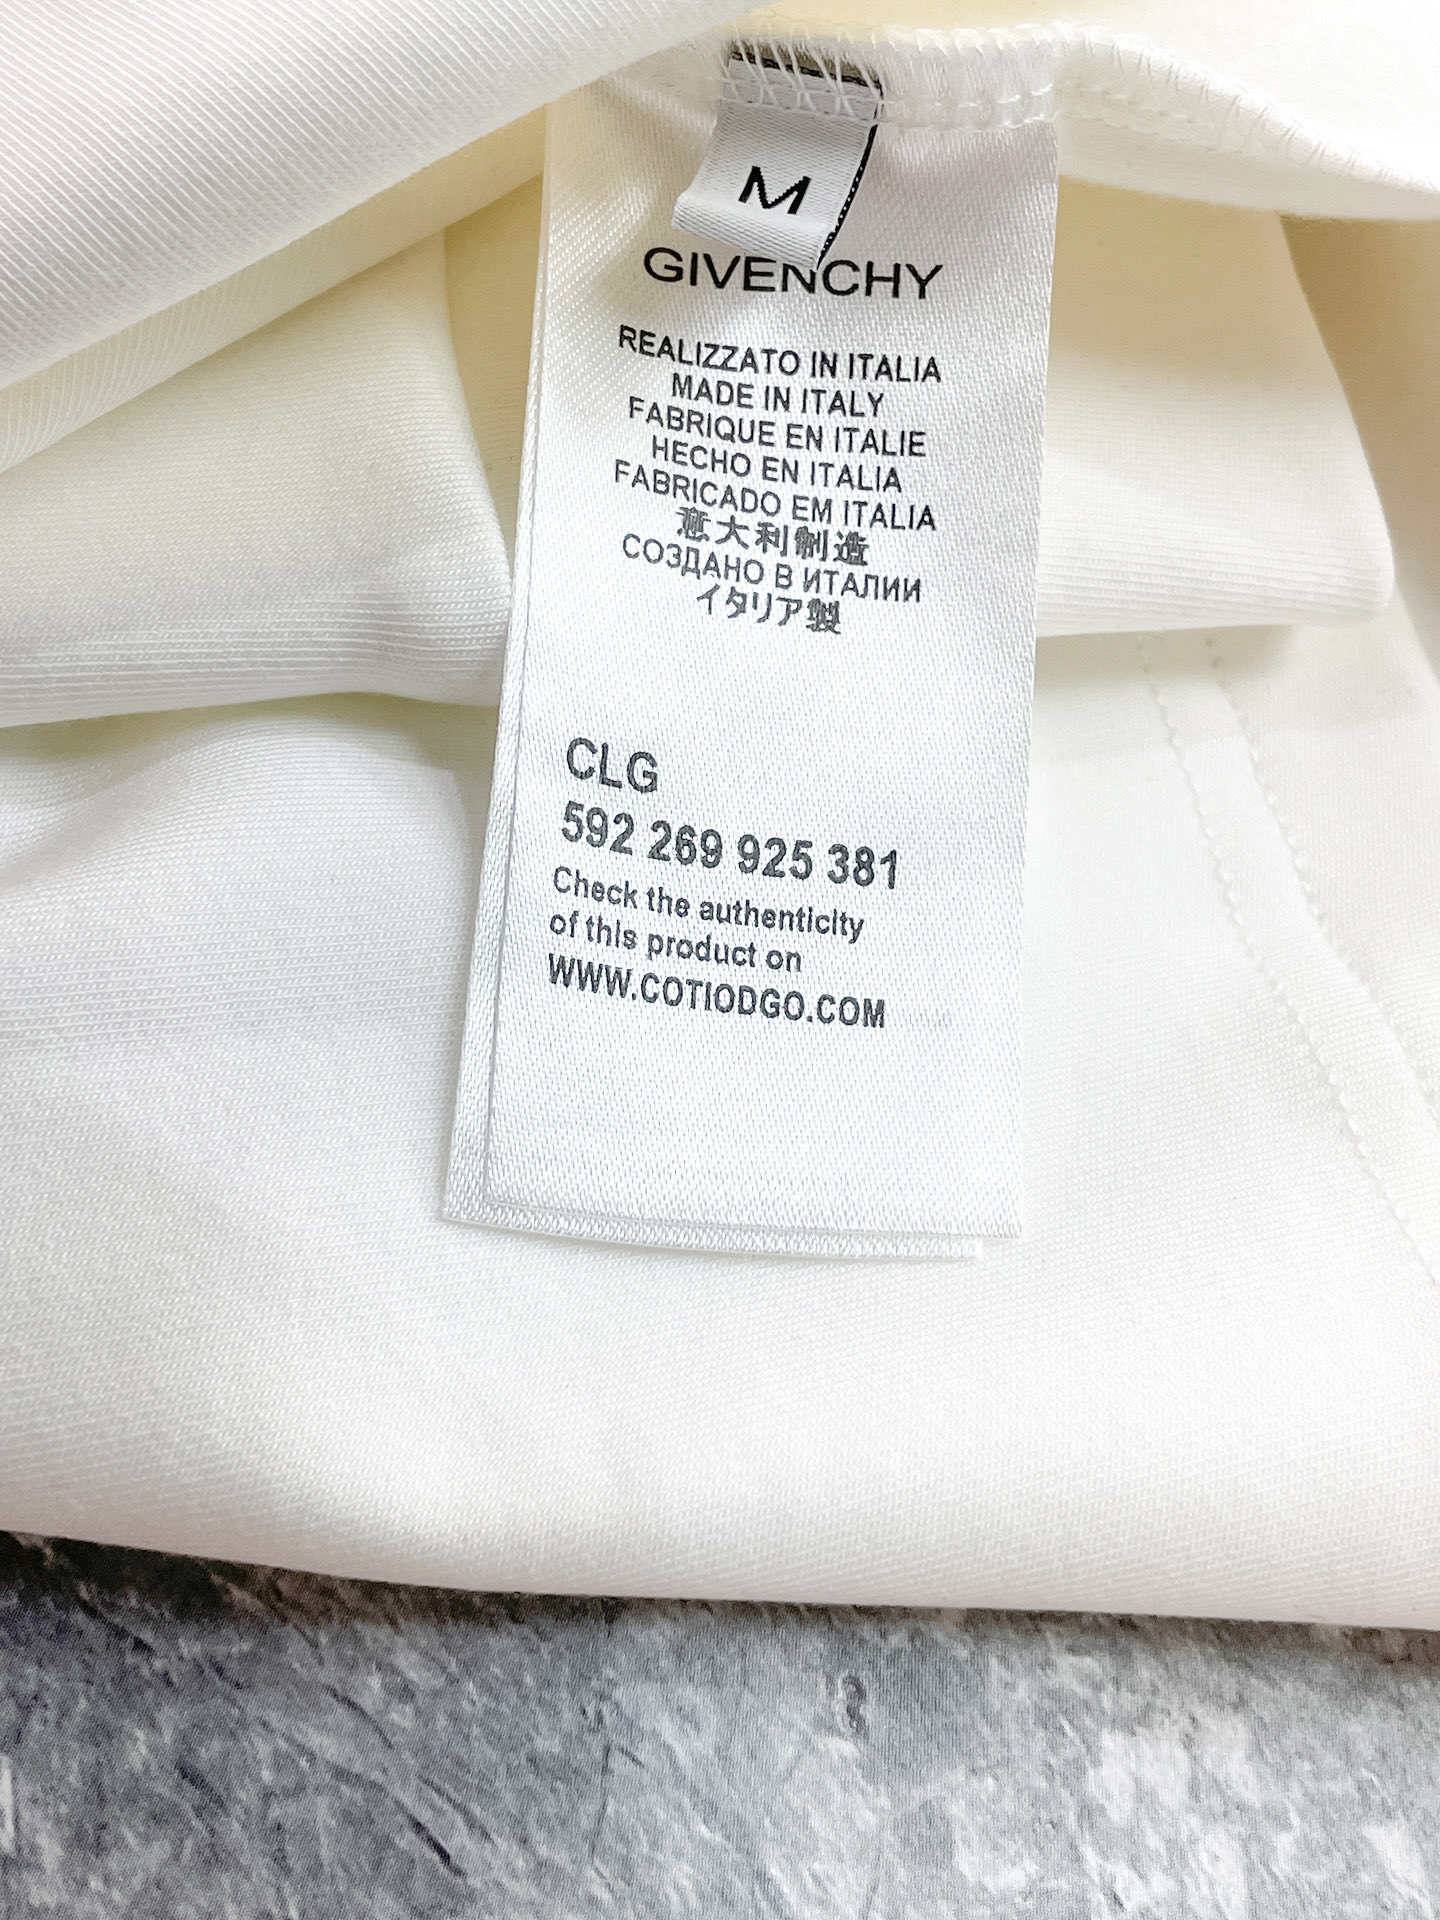 M
GIVENCHY
REALIZZATO IN ITALIA
MADE IN ITALY
FABRIQUE EN ITALIE
HECHO EN ITALIA
FABRICADO EM ITALIA
意大利制造
СОЗДАНО В ИТАЛИИ
イタリア製
CLG
592 269 925 381
Check the authenticity
of this product on
WWW.COTIODGO.COM